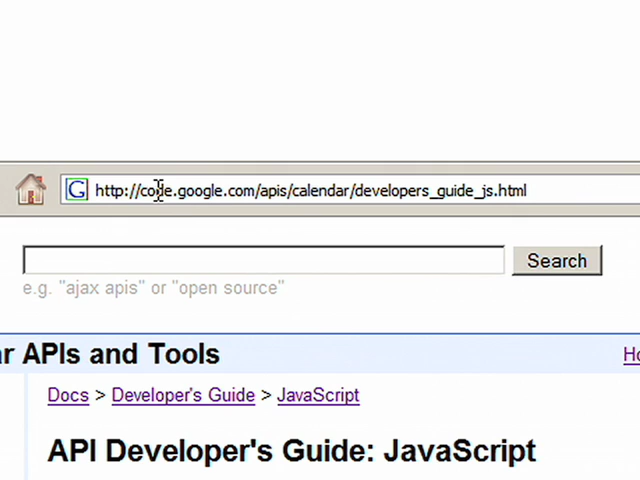 G http://code.google.com/apis/calendar/developers_guide_js.html
Search
e.g. "ajax apis" or "open source"
ar APIs and Tools
Ho
Docs > Developer's Guide > JavaScript
API Developer's Guide: JavaScript